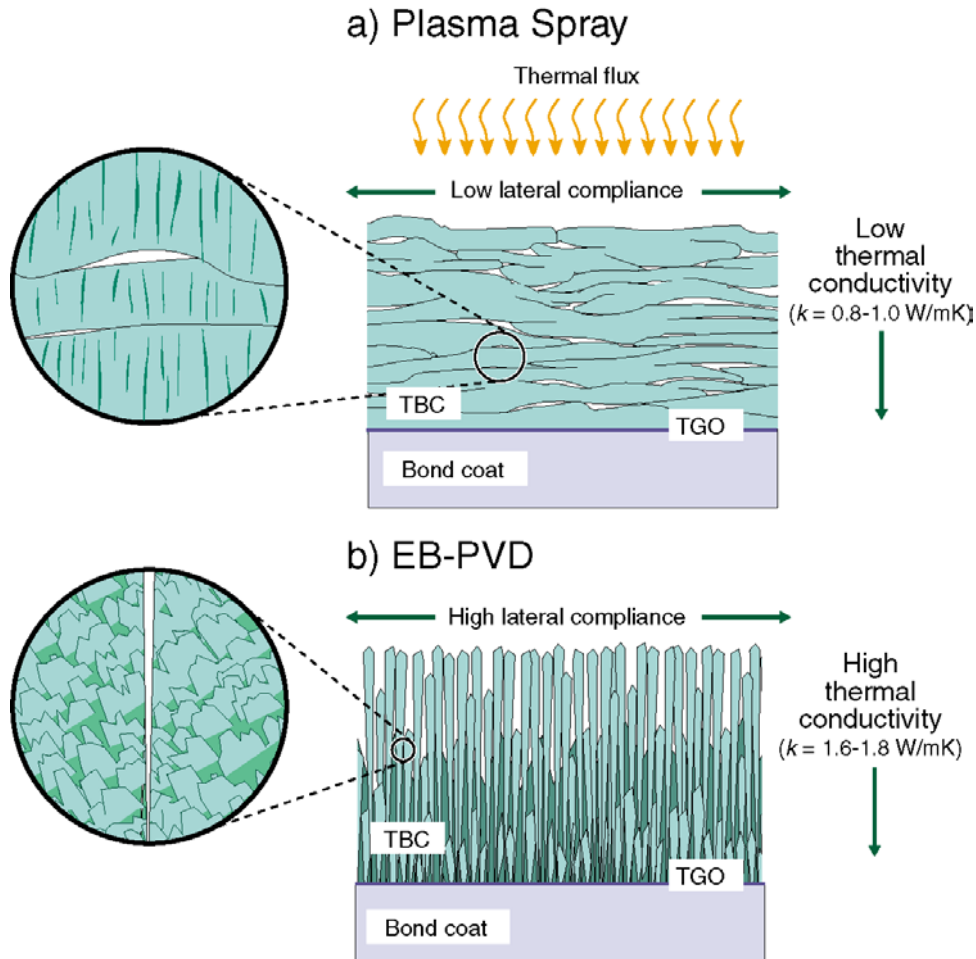 a) Plasma Spray
Thermal flux
Low lateral compliance
Low
thermal
conductivity
(k = 0.8-1.0 W/mK)
TBC
TGO
Bond coat
b) EB-PVD
High lateral compliance
High
thermal
conductivity
(k = 1.6-1.8 W/mK)
TBC
TGO
Bond coat